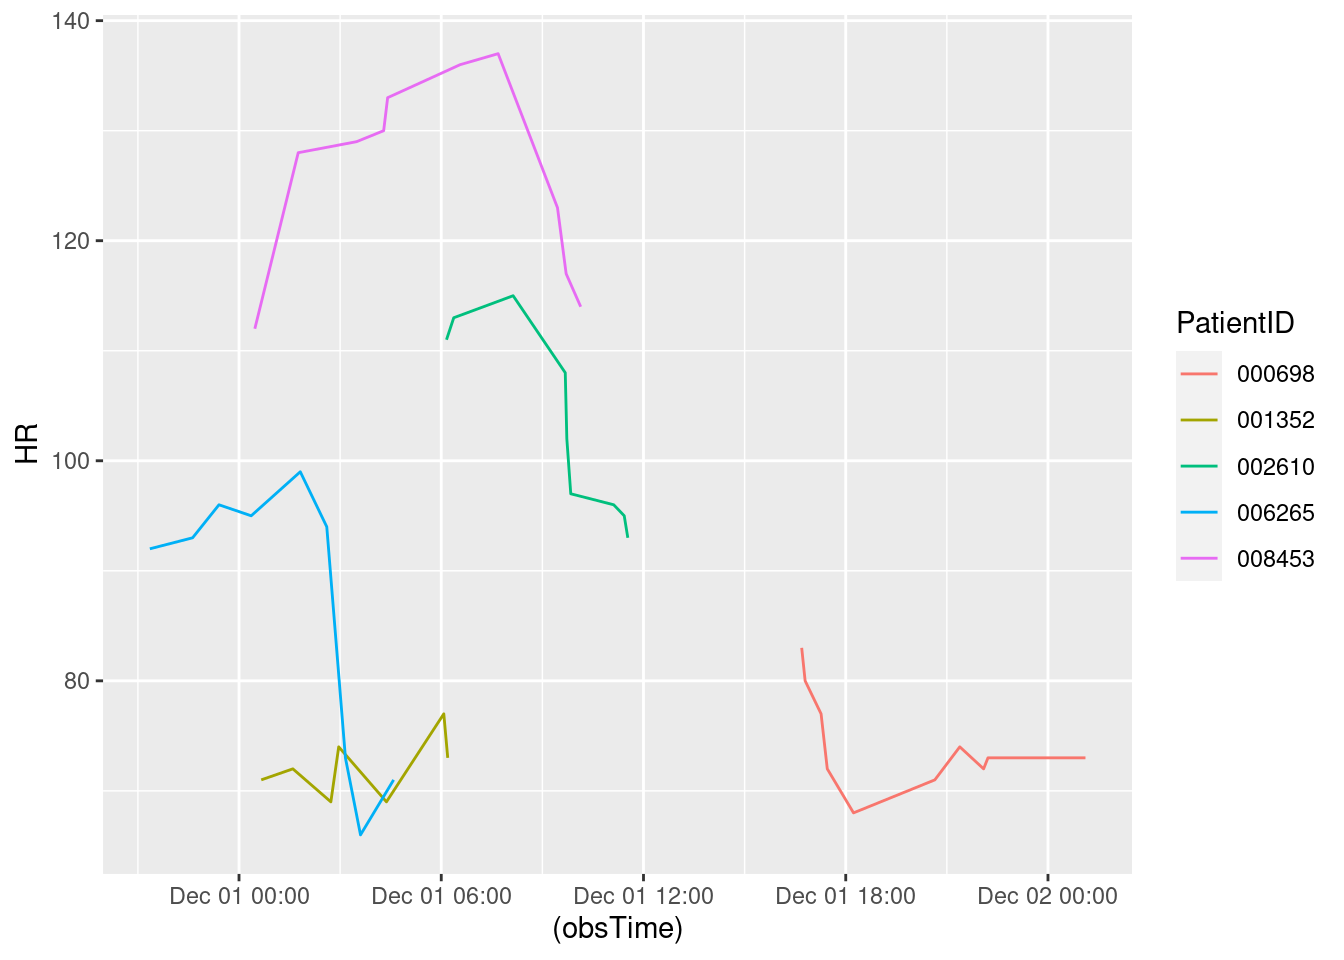 140
120
100
80
HR
Dec 01 00:00
Dec 01 06:00
Dec 01 12:00
Dec 01 18:00
Dec 02 00:00
(obsTime)
PatientID
000698
001352
002610
006265
008453